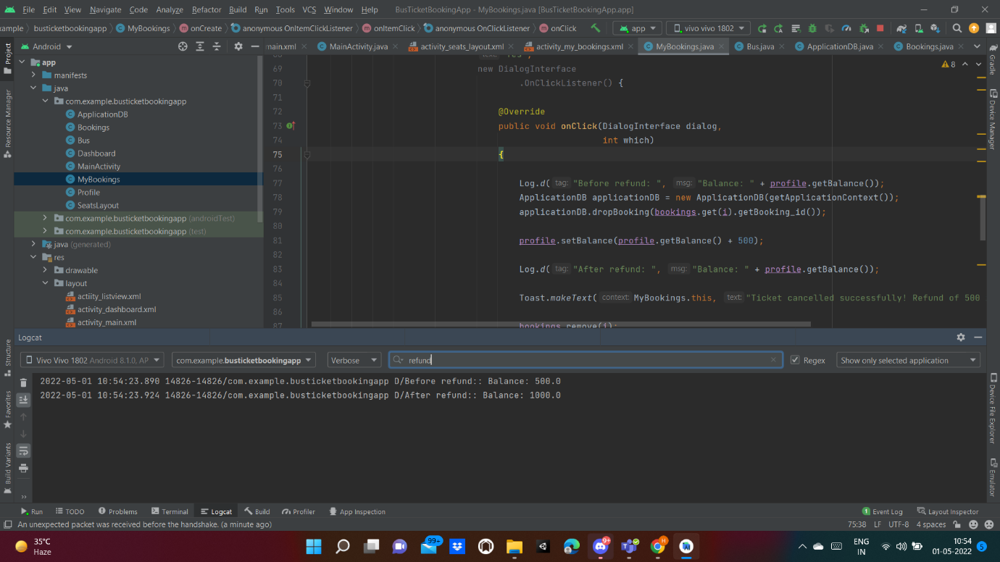 File Edit View Navigate Code Analyze Refactor Build Run Tools VCS Window Help BusTicketBookingApp - MyBookings.java [BusTicketBookingApp.app]
ample busticketbookingapp MyBookings onCreate anonymous OnItemClickListener onItemClick anonymous OnClickListener onClick app vivo vivo 1802
Android main.xml MainActivity.java activity_seats_layout.xml activity_my_bookings.xml MyBookings.java Bus.java ApplicationDB.java Bookings.java
Project
Resource Manager
Structure
Favorites
Build Variants
app
manifests
java
com.example.busticketbookingapp
ApplicationDB
Bookings
Bus
Dashboard
MainActivity
MyBookings
Profile
SeatsLayout
com.example.busticketbookingapp (androidTest)
com.example.busticketbookingapp (test)
java (generated)
res
drawable
layout
actiity_listview.xml
activity_dashboard.xml
activity_main.xml
8
69 new DialogInterface
70 .OnClickListener() {
71
72 @Override
73 public void onClick(DialogInterface dialog,
74 int which)
75 {
76
77 Log.d( tag: "Before refund: ", msg: "Balance: " + profile.getBalance());
78 ApplicationDB applicationDB = new ApplicationDB(getApplicationContext());
79 applicationDB.dropBooking(bookings.get(i).getBooking_id());
80
81 profile.setBalance(profile.getBalance() + 500);
82
83 Log.d( tag: "After refund: ", msg: "Balance: " + profile.getBalance());
84
85 Toast.makeText( context: MyBookings.this, text: "Ticket cancelled successfully! Refund of 500
86
87 bookings.remove(i);
Gradle
Device Manager
Device File Explorer
Emulator
Logcat
Vivo Vivo 1802 Android 8.1.0, AP com.example.busticketbookingapp Verbose refund Regex Show only selected application
2022-05-01 10:54:23.890 14826-14826/com.example.busticketbookingapp D/Before refund:: Balance: 500.0
2022-05-01 10:54:23.924 14826-14826/com.example.busticketbookingapp D/After refund:: Balance: 1000.0
Run TODO Problems Terminal Logcat Build Profiler App Inspection 1 Event Log Layout Inspector
An unexpected packet was received before the handshake. (a minute ago) 75:38 LF UTF-8 4 spaces
35°C
Haze
99+
9+
H
ENG
IN
10:54
01-05-2022
5